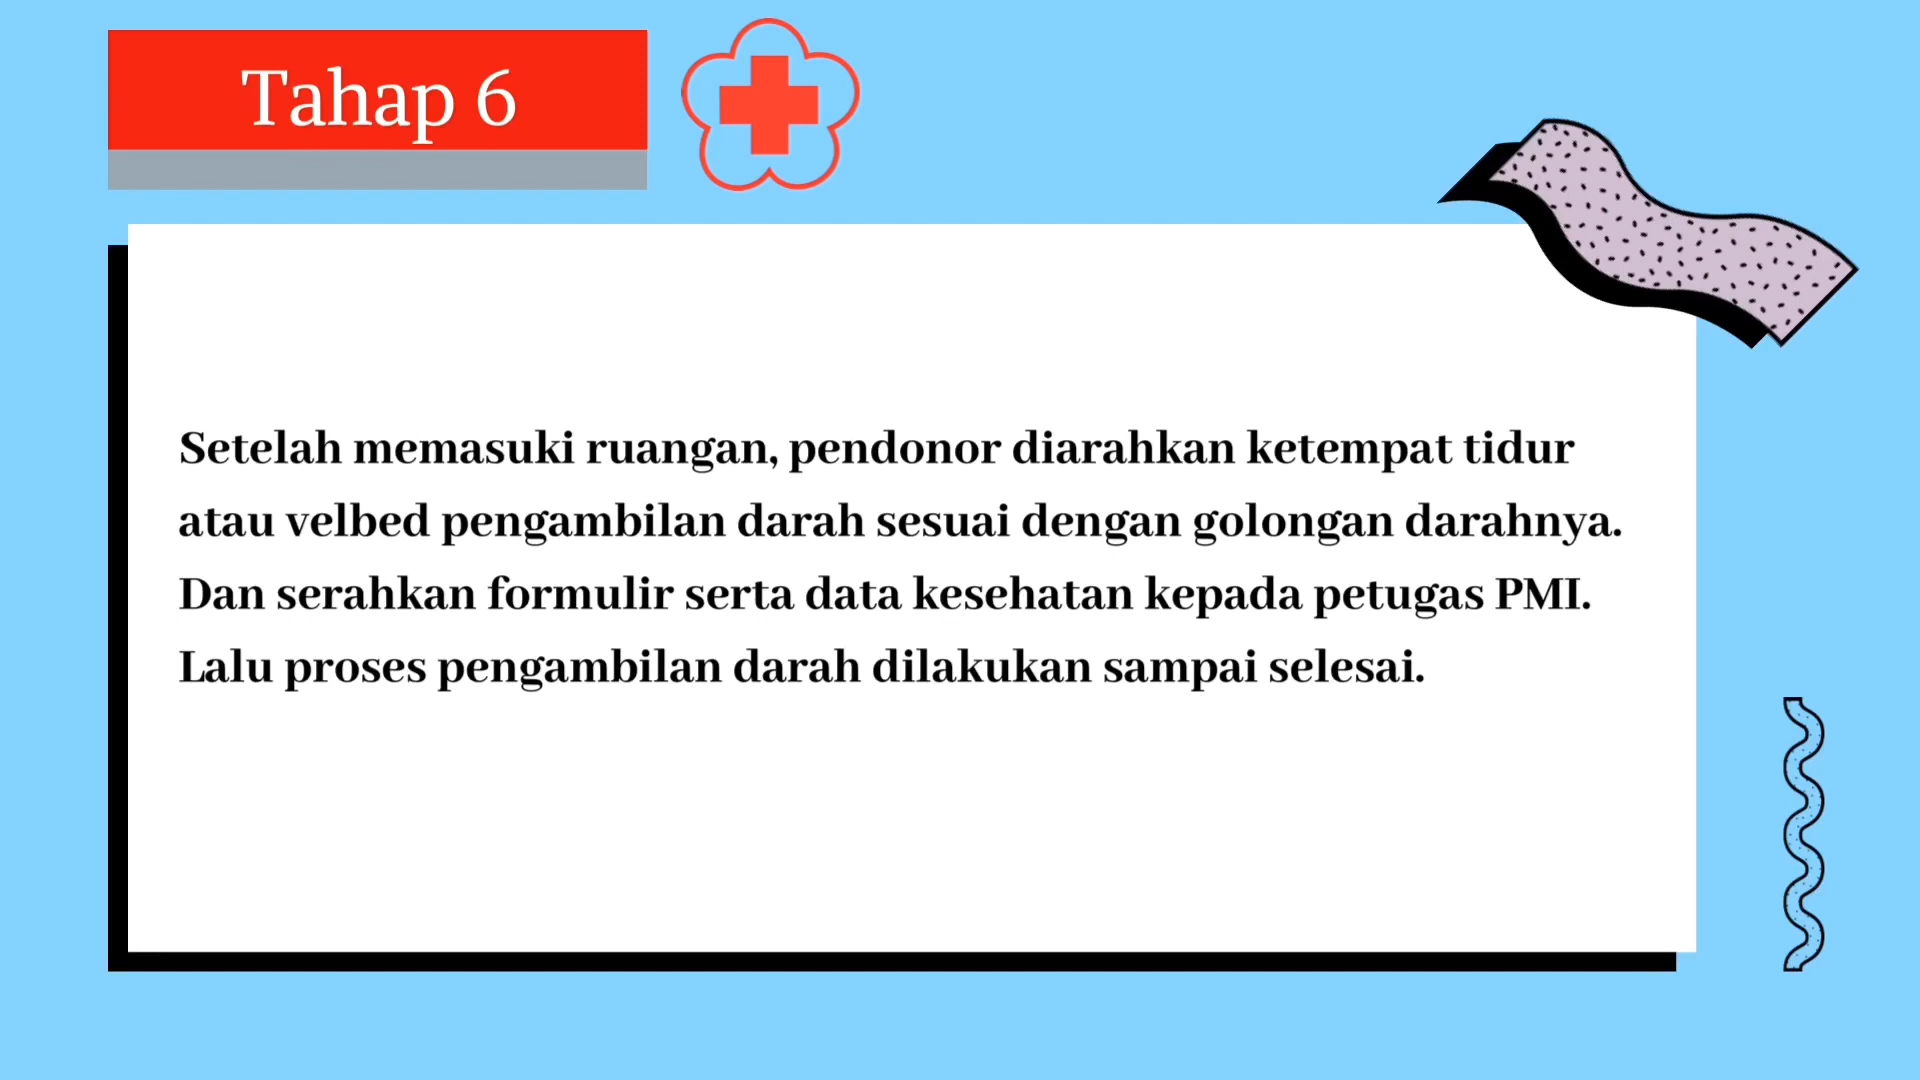 Tahap 6
Setelah memasuki ruangan, pendonor diarahkan ketempat tidur
atau velbed pengambilan darah sesuai dengan golongan darahnya.
Dan serahkan formulir serta data kesehatan kepada petugas PMI.
Lalu proses pengambilan darah dilakukan sampai selesai.